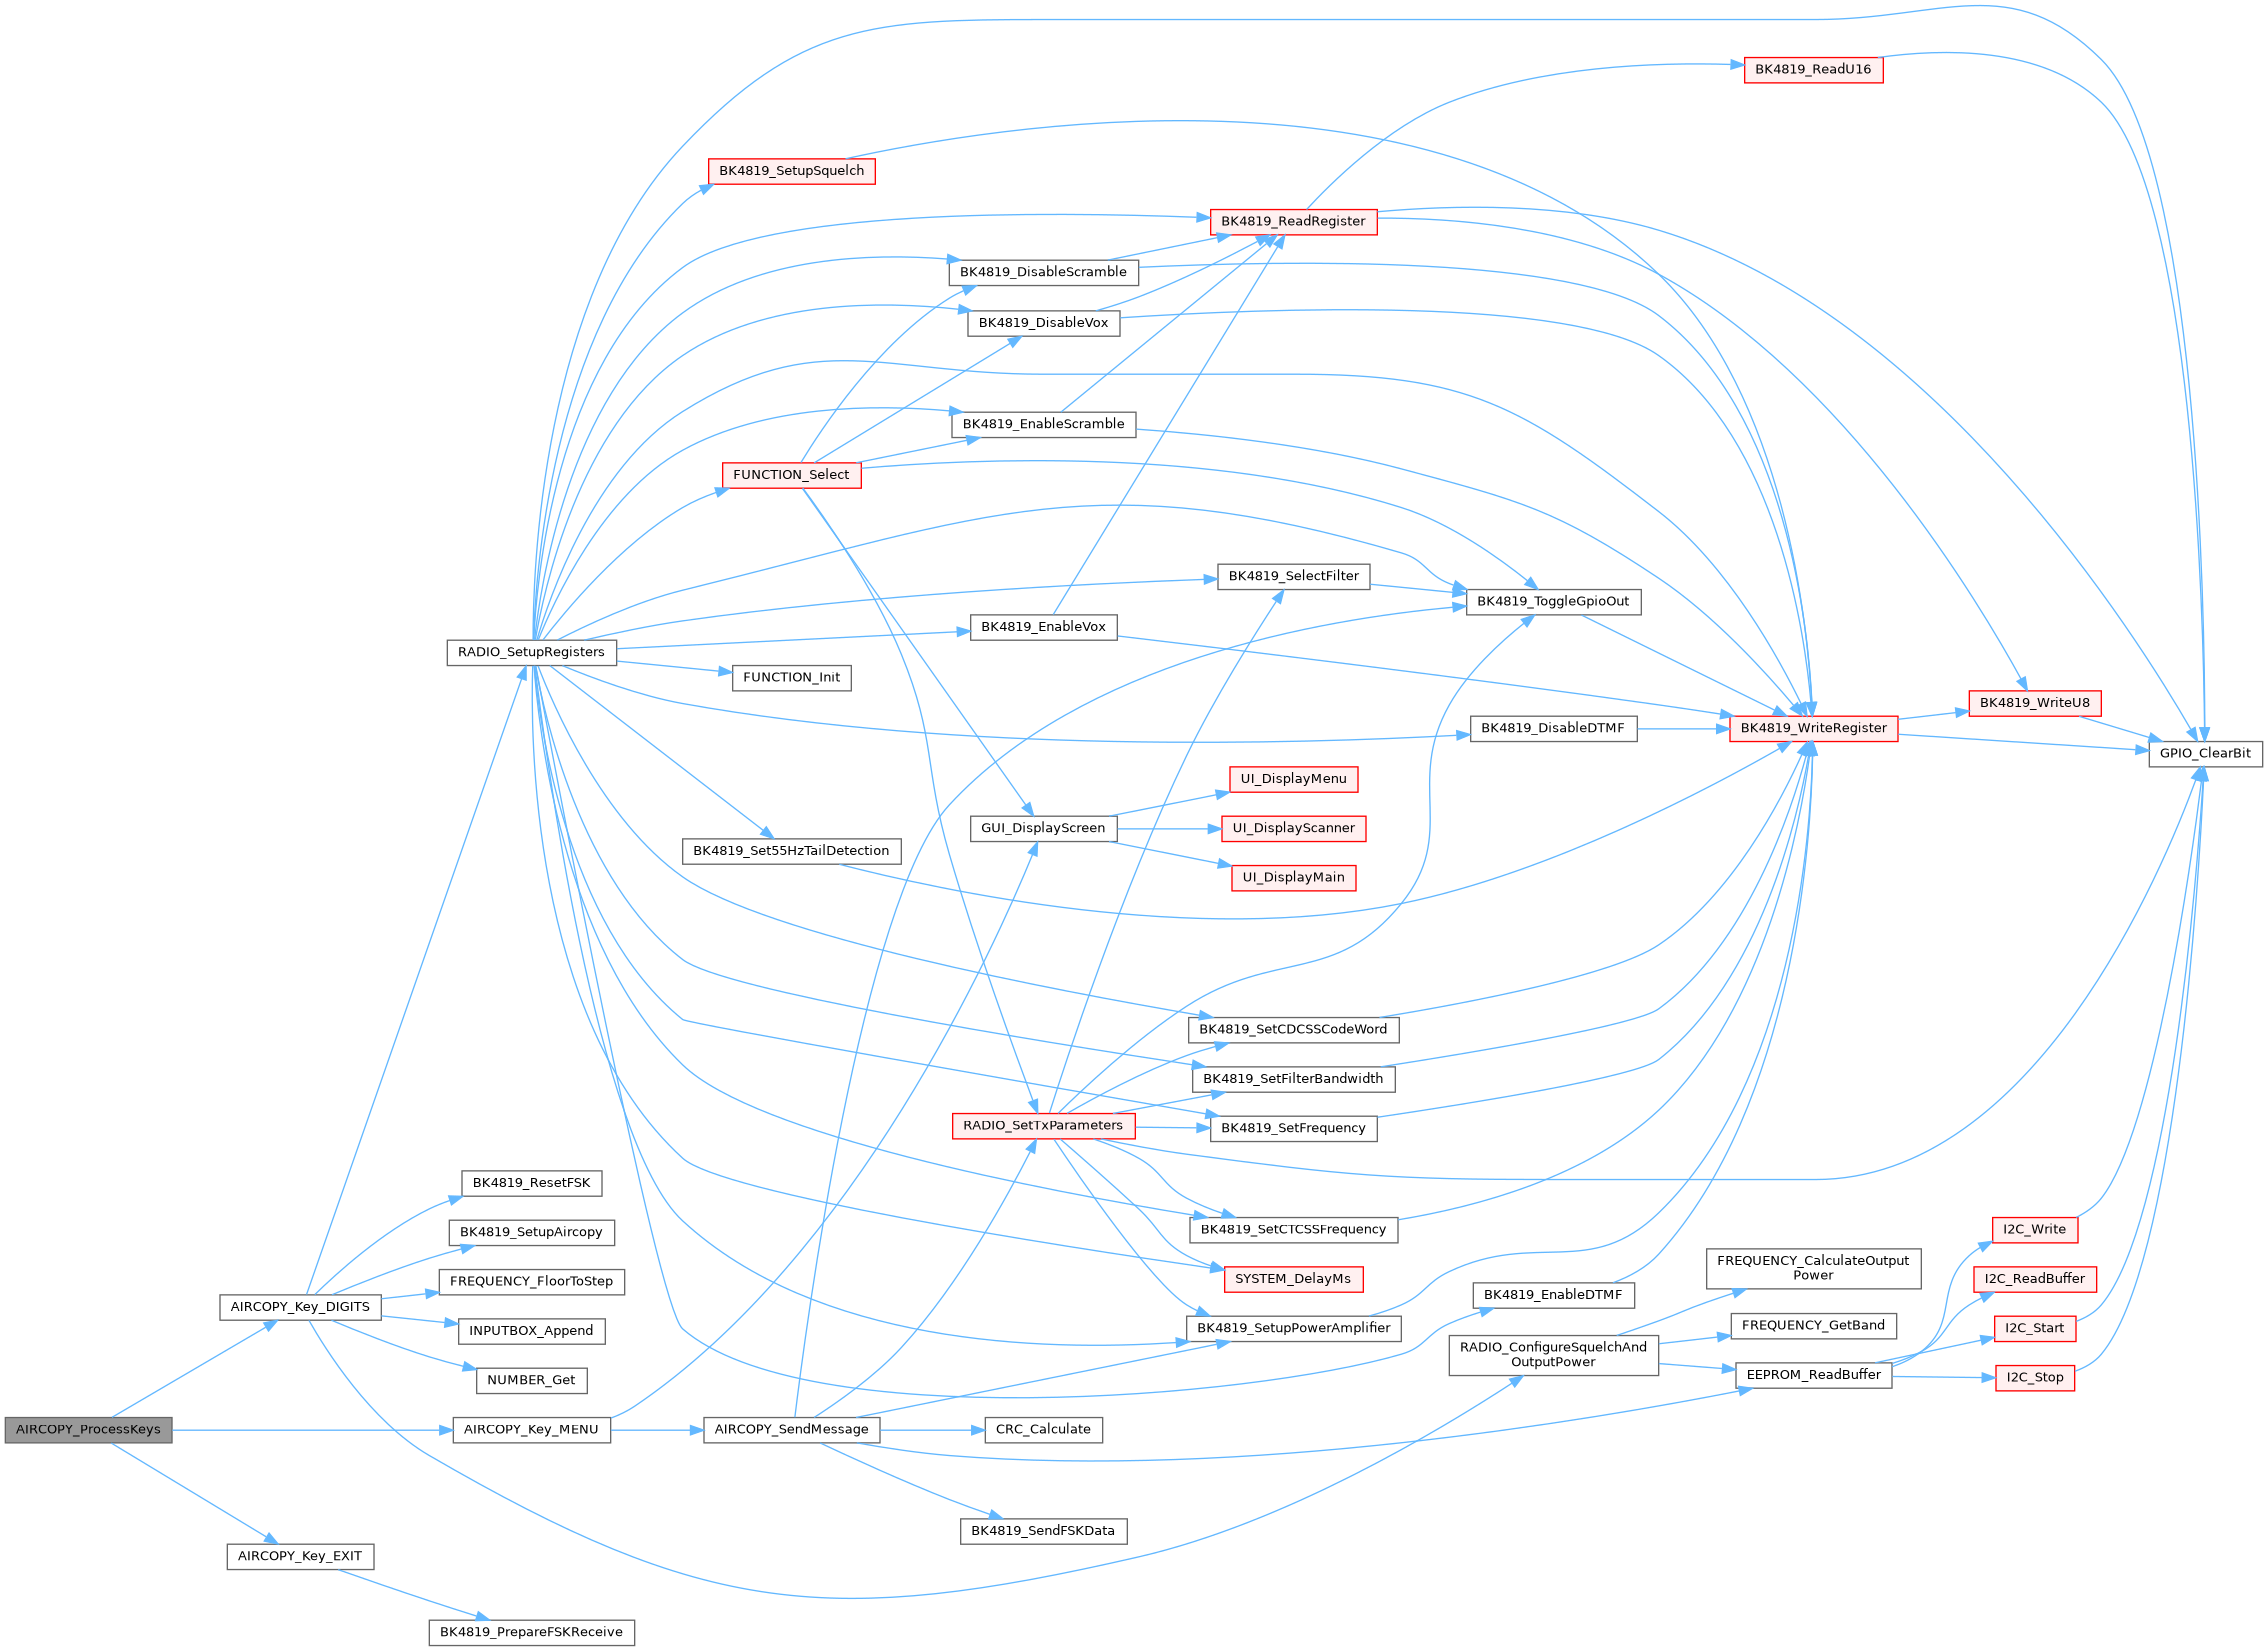 BK4819_ReadU16
BK4819_SetupSquelch
BK4819_ReadRegister
BK4819_DisableScramble
BK4819_DisableVox
BK4819_EnableScramble
FUNCTION_Select
BK4819_SelectFilter
BK4819_ToggleGpioOut
BK4819_EnableVox
RADIO_SetupRegisters
FUNCTION_Init
BK4819_WriteU8
BK4819_DisableDTMF
BK4819_WriteRegister
GPIO_ClearBit
UI_DisplayMenu
GUI_DisplayScreen
UI_DisplayScanner
BK4819_Set55HzTailDetection
UI_DisplayMain
BK4819_SetCDCSSCodeWord
BK4819_SetFilterBandwidth
RADIO_SetTxParameters
BK4819_SetFrequency
BK4819_ResetFSK
BK4819_SetupAircopy
BK4819_SetCTCSSFrequency
I2C_Write
FREQUENCY_CalculateOutput
Power
FREQUENCY_FloorToStep
SYSTEM_DelayMs
I2C_ReadBuffer
BK4819_EnableDTMF
AIRCOPY_Key_DIGITS
INPUTBOX_Append
BK4819_SetupPowerAmplifier
FREQUENCY_GetBand
I2C_Start
RADIO_ConfigureSquelchAnd
OutputPower
NUMBER_Get
EEPROM_ReadBuffer
I2C_Stop
AIRCOPY_ProcessKeys
AIRCOPY_Key_MENU
AIRCOPY_SendMessage
CRC_Calculate
BK4819_SendFSKData
AIRCOPY_Key_EXIT
BK4819_PrepareFSKReceive